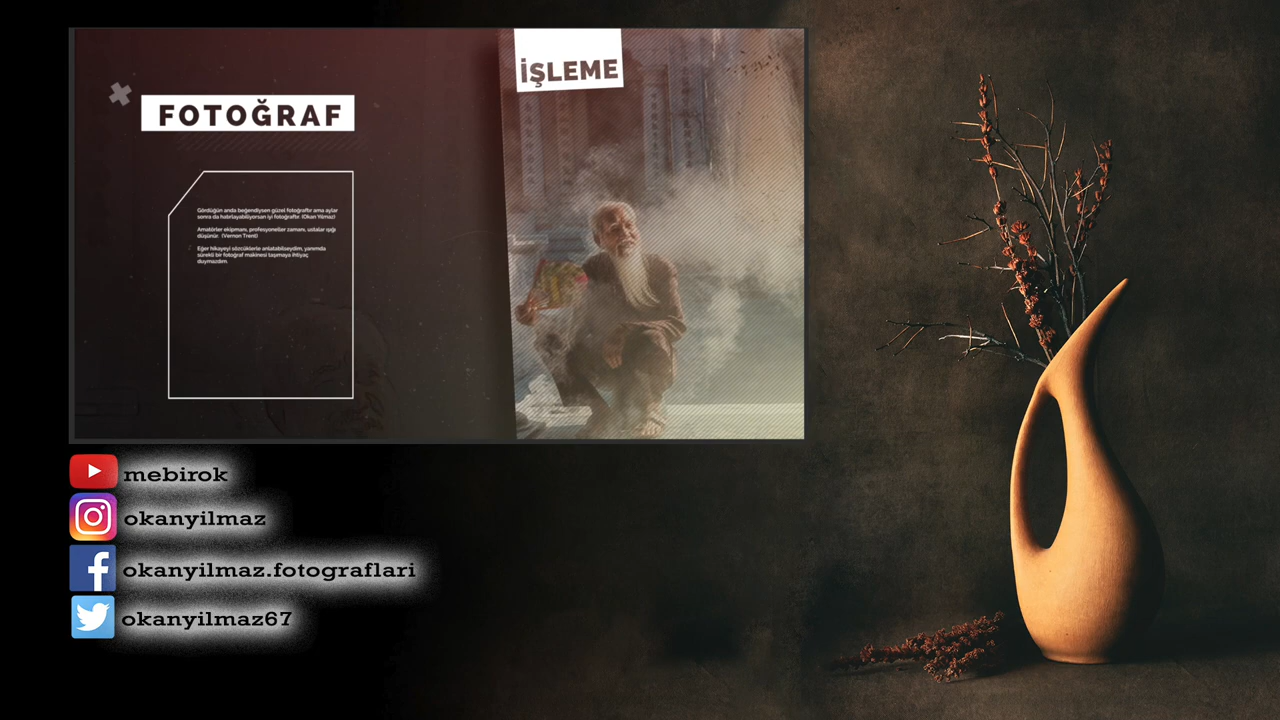 İŞLEME
FOTOĞRAF
Gördüğün anda beğendiysen güzel fotoğraftır ama aylar
sonra da hatırlayabiliyorsan iyi fotoğraftır. (Okan Yılmaz)
Amatörler ekipmanı, profesyoneller zamanı, ustalar ışığı
düşünür. (Vernon Trent)
Eğer hikayeyi sözcüklerle anlatabilseydim, yanımda
sürekli bir fotoğraf makinesi taşımaya ihtiyaç
duymazdım.
mebirok
okanyilmaz
okanyilmaz.fotograflari
okanyilmaz67